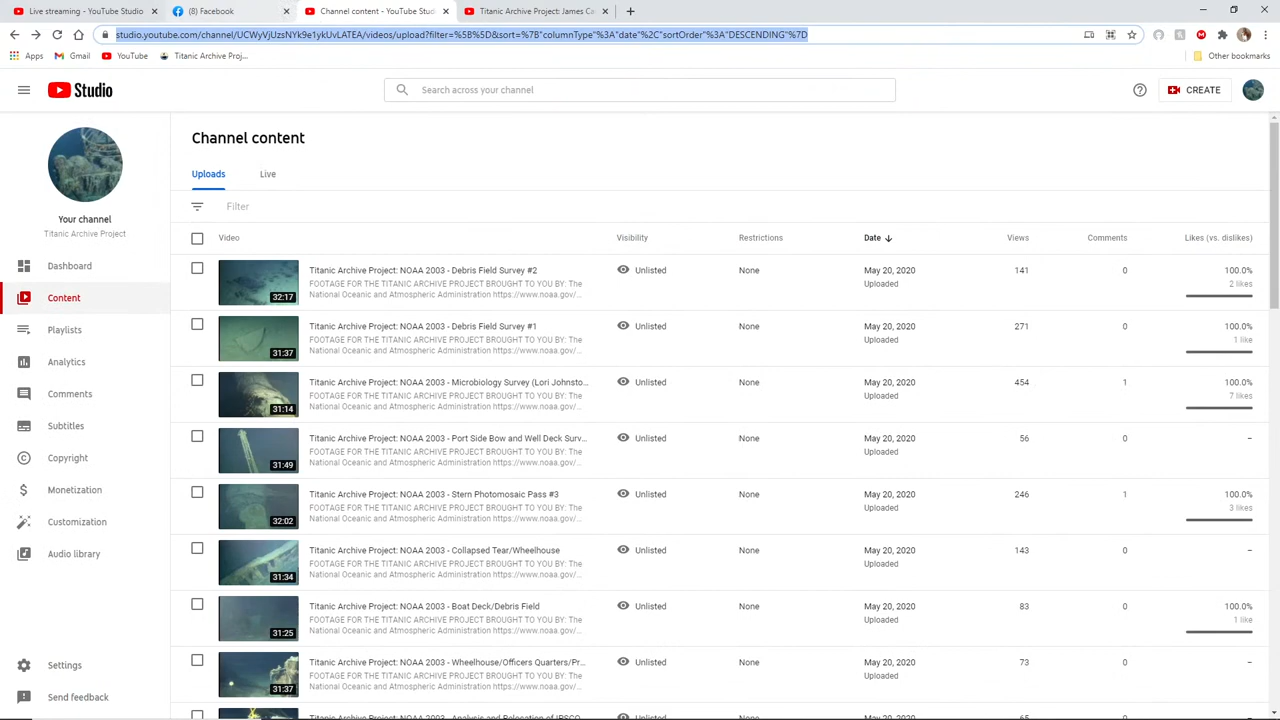 Live streaming - YouTube Studio
(8) Facebook
Channel content - YouTube Studi
Titanic Archive Project: James Ca
studio.youtube.com/channel/UCWyVjUzsNYk9e1ykUvLATEA/videos/upload?filter=%5B%5D&sort=%7B"columnType"%3A"date"%2C"sortOrder"%3A"DESCENDING"%7D
Apps
Gmail
YouTube
Titanic Archive Proj...
Other bookmarks
Studio
Search across your channel
CREATE
Your channel
Titanic Archive Project
Dashboard
Content
Playlists
Analytics
Comments
Subtitles
Copyright
Monetization
Customization
Audio library
Settings
Send feedback
Channel content
Uploads
Live
Filter
Video
Visibility
Restrictions
Date
Views
Comments
Likes (vs. dislikes)
32:17
Titanic Archive Project: NOAA 2003 - Debris Field Survey #2
FOOTAGE FOR THE TITANIC ARCHIVE PROJECT BROUGHT TO YOU BY: The
National Oceanic and Atmospheric Administration https://www.noaa.gov/...
Unlisted
None
May 20, 2020
Uploaded
141
0
100.0%
2 likes
31:37
Titanic Archive Project: NOAA 2003 - Debris Field Survey #1
FOOTAGE FOR THE TITANIC ARCHIVE PROJECT BROUGHT TO YOU BY: The
National Oceanic and Atmospheric Administration https://www.noaa.gov/...
Unlisted
None
May 20, 2020
Uploaded
271
0
100.0%
1 like
31:14
Titanic Archive Project: NOAA 2003 - Microbiology Survey (Lori Johnsto...
FOOTAGE FOR THE TITANIC ARCHIVE PROJECT BROUGHT TO YOU BY: The
National Oceanic and Atmospheric Administration https://www.noaa.gov/...
Unlisted
None
May 20, 2020
Uploaded
454
1
100.0%
7 likes
31:49
Titanic Archive Project: NOAA 2003 - Port Side Bow and Well Deck Surv...
FOOTAGE FOR THE TITANIC ARCHIVE PROJECT BROUGHT TO YOU BY: The
National Oceanic and Atmospheric Administration https://www.noaa.gov/...
Unlisted
None
May 20, 2020
Uploaded
56
0
–
32:02
Titanic Archive Project: NOAA 2003 - Stern Photomosaic Pass #3
FOOTAGE FOR THE TITANIC ARCHIVE PROJECT BROUGHT TO YOU BY: The
National Oceanic and Atmospheric Administration https://www.noaa.gov/...
Unlisted
None
May 20, 2020
Uploaded
246
1
100.0%
3 likes
31:34
Titanic Archive Project: NOAA 2003 - Collapsed Tear/Wheelhouse
FOOTAGE FOR THE TITANIC ARCHIVE PROJECT BROUGHT TO YOU BY: The
National Oceanic and Atmospheric Administration https://www.noaa.gov/...
Unlisted
None
May 20, 2020
Uploaded
143
0
–
31:25
Titanic Archive Project: NOAA 2003 - Boat Deck/Debris Field
FOOTAGE FOR THE TITANIC ARCHIVE PROJECT BROUGHT TO YOU BY: The
National Oceanic and Atmospheric Administration https://www.noaa.gov/...
Unlisted
None
May 20, 2020
Uploaded
83
0
100.0%
1 like
31:37
Titanic Archive Project: NOAA 2003 - Wheelhouse/Officers Quarters/Pr...
FOOTAGE FOR THE TITANIC ARCHIVE PROJECT BROUGHT TO YOU BY: The
National Oceanic and Atmospheric Administration https://www.noaa.gov/...
Unlisted
None
May 20, 2020
Uploaded
73
0
–
Titanic Archive Project: NOAA 2003 - Analysis and Relocation of IPSCO
Unlisted
None
May 20, 2020
65
0